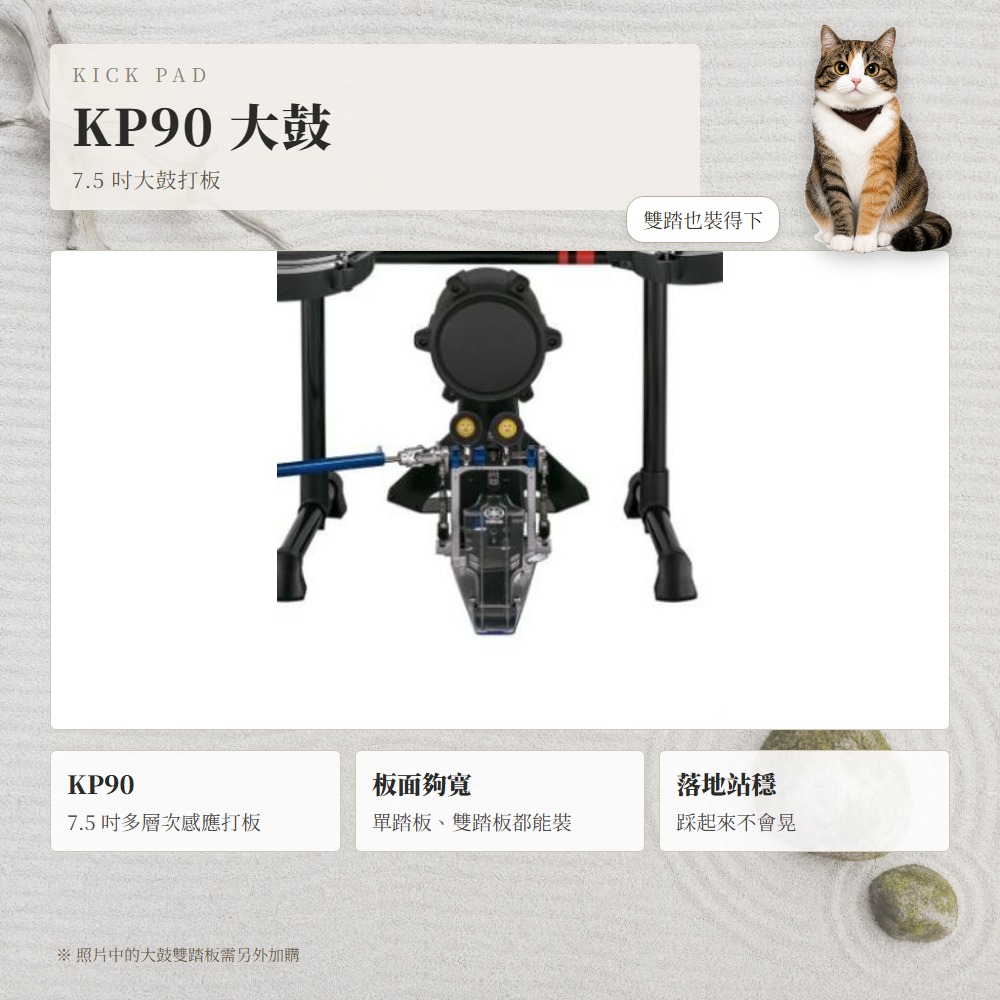 KICK PAD
KP90 大鼓
7.5 吋大鼓打板
雙踏也裝得下
KP90
7.5 吋多層次感應打板
板面夠寬
單踏板、雙踏板都能裝
落地站穩
踩起來不會晃
※ 照片中的大鼓雙踏板需另外加購